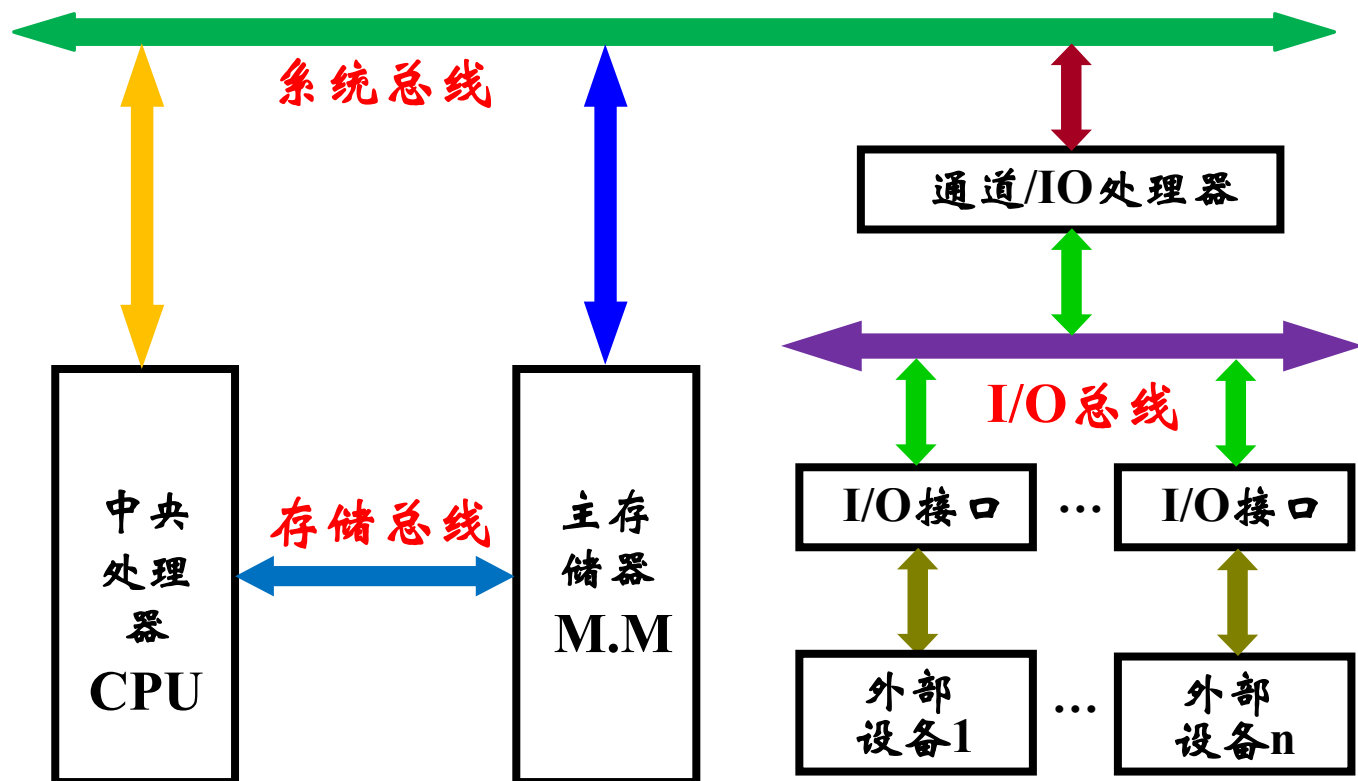 系统总线
通道/IO处理器
I/O总线
I/O接口
...
I/O接口
中央
处理
器
CPU
存储总线
主存
储器
M.M
外部
设备1
...
外部
设备n